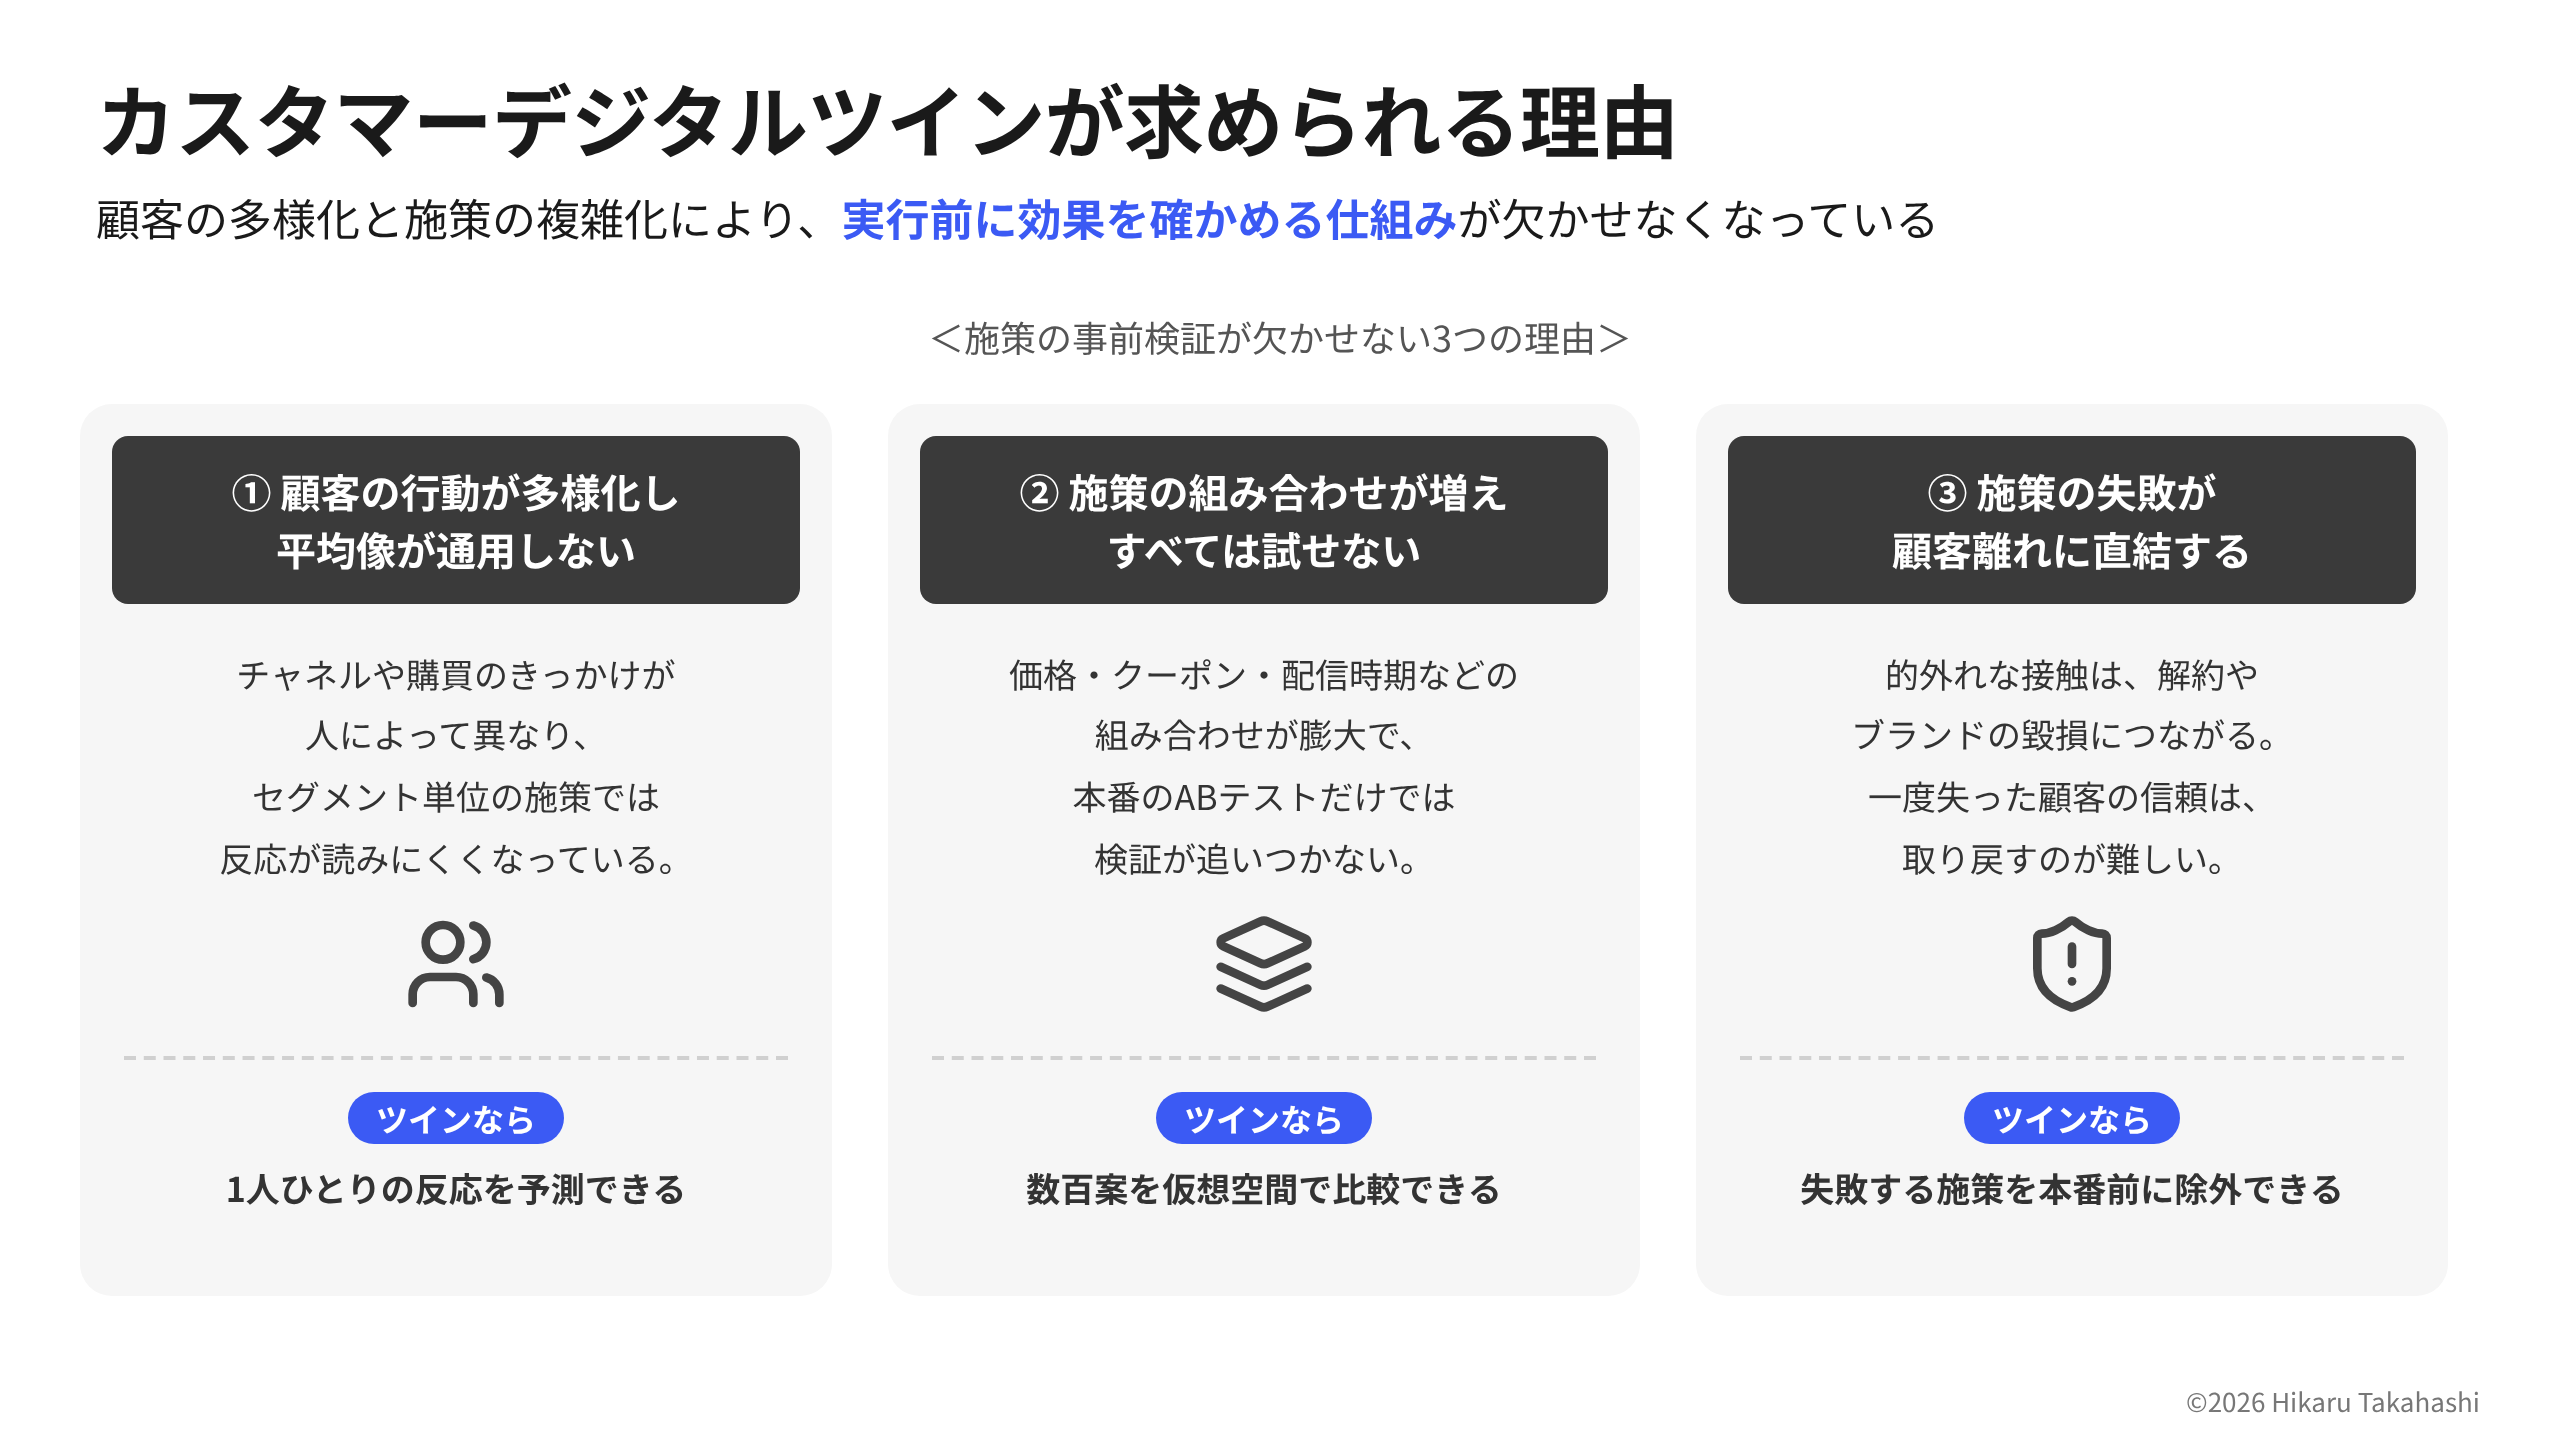 カスタマーデジタルツインが求められる理由
顧客の多様化と施策の複雑化により、実行前に効果を確かめる仕組みが欠かせなくなっている
＜施策の事前検証が欠かせない3つの理由＞
① 顧客の行動が多様化し
平均像が通用しない
チャネルや購買のきっかけが
人によって異なり、
セグメント単位の施策では
反応が読みにくくなっている。
ツインなら
1人ひとりの反応を予測できる
② 施策の組み合わせが増え
すべては試せない
価格・クーポン・配信時期などの
組み合わせが膨大で、
本番のABテストだけでは
検証が追いつかない。
ツインなら
数百案を仮想空間で比較できる
③ 施策の失敗が
顧客離れに直結する
的外れな接触は、解約や
ブランドの毀損につながる。
一度失った顧客の信頼は、
取り戻すのが難しい。
ツインなら
失敗する施策を本番前に除外できる
©2026 Hikaru Takahashi